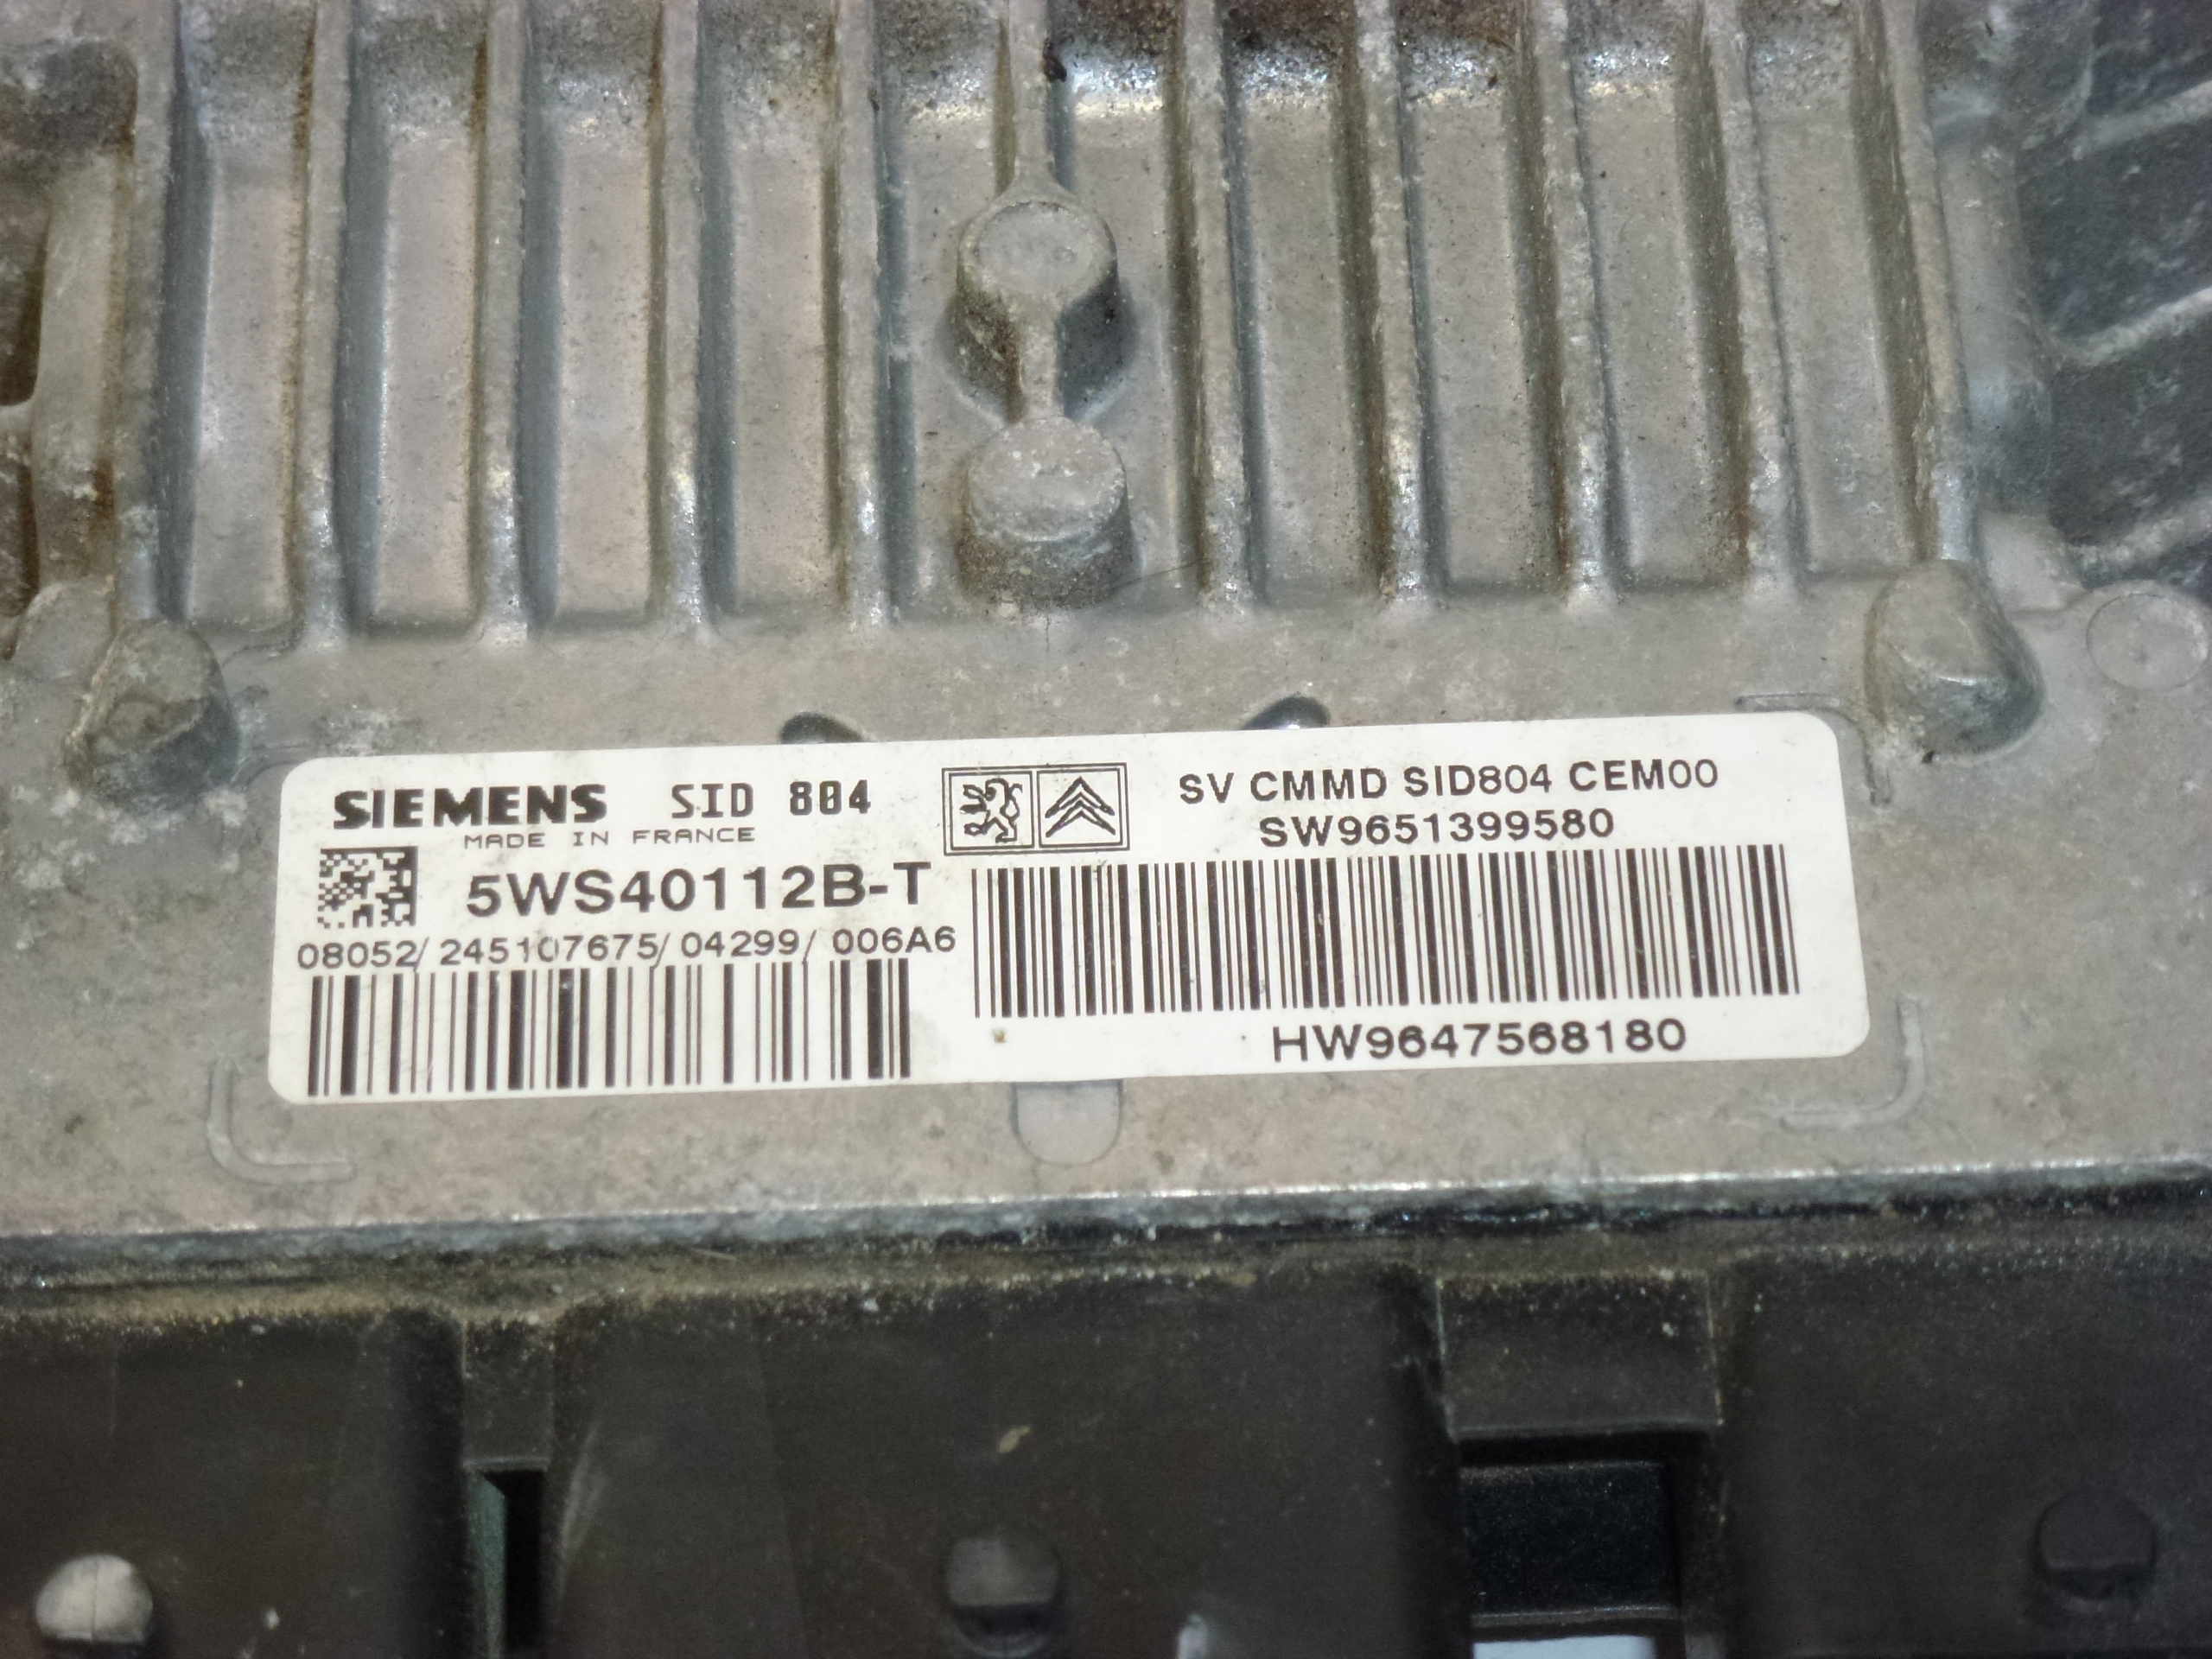 SIEMENS SID 804
MADE IN FRANCE
5WS40112B-T
08052/245107675/04299/006A6
SV CMMD SID804 CEM00
SW9651399580
HW9647568180